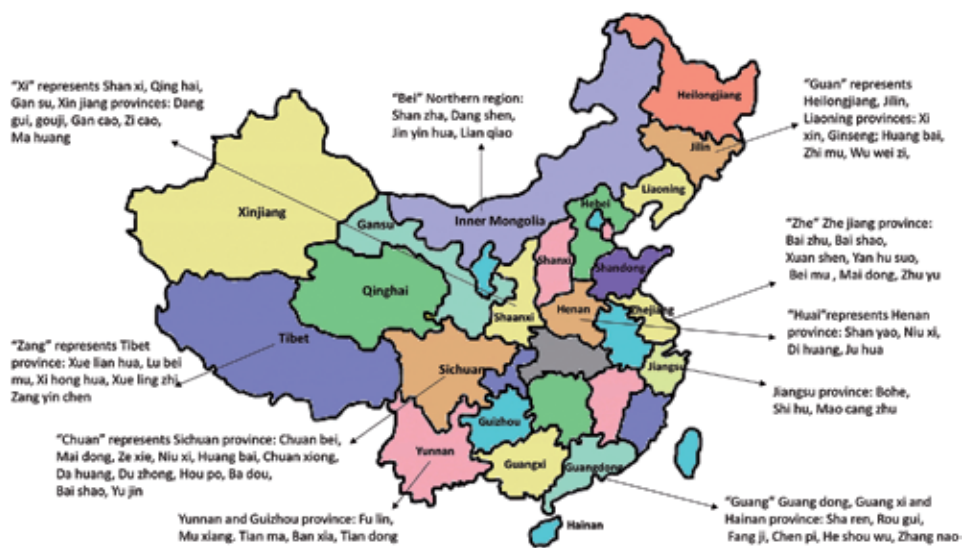 "Xi" represents Shan xi, Qing hai,
Gan su, Xin jiang provinces: Dang
gui, gouji, Gan cao, Zi cao,
Ma huang
"Bei" Northern region:
Shan zha, Dang shen,
Jin yin hua, Lian qiao
"Guan" represents
Heilongjiang, Jilin,
Liaoning provinces: Xi
xin, Ginseng; Huang bai,
Zhi mu, Wu wei zi,
Heilongjiang
Jilin
Liaoning
Inner Mongolia
Hebei
Xinjiang
Gansu
Shanxi
Shandong
Qinghai
Shaanxi
Henan
Zhejiang
Tibet
Sichuan
Jiangsu
Guizhou
Yunnan
Guangxi
Guangdong
Hainan
"Zhe" Zhe jiang province:
Bai zhu, Bai shao,
Xuan shen, Yan hu suo,
Bei mu , Mai dong, Zhu yu
"Huai"represents Henan
province: Shan yao, Niu xi,
Di huang, Ju hua
Jiangsu province: Bohe,
Shi hu, Mao cang zhu
"Zang" represents Tibet
province: Xue lian hua, Lu bei
mu, Xi hong hua, Xue ling zhi,
Zang yin chen
"Chuan" represents Sichuan province: Chuan bei,
Mai dong, Ze xie, Niu xi, Huang bai, Chuan xiong,
Da huang, Du zhong, Hou po, Ba dou,
Bai shao, Yu jin
Yunnan and Guizhou province: Fu lin,
Mu xiang. Tian ma, Ban xia, Tian dong
"Guang" Guang dong, Guang xi and
Hainan province: Sha ren, Rou gui,
Fang ji, Chen pi, He shou wu, Zhang nao